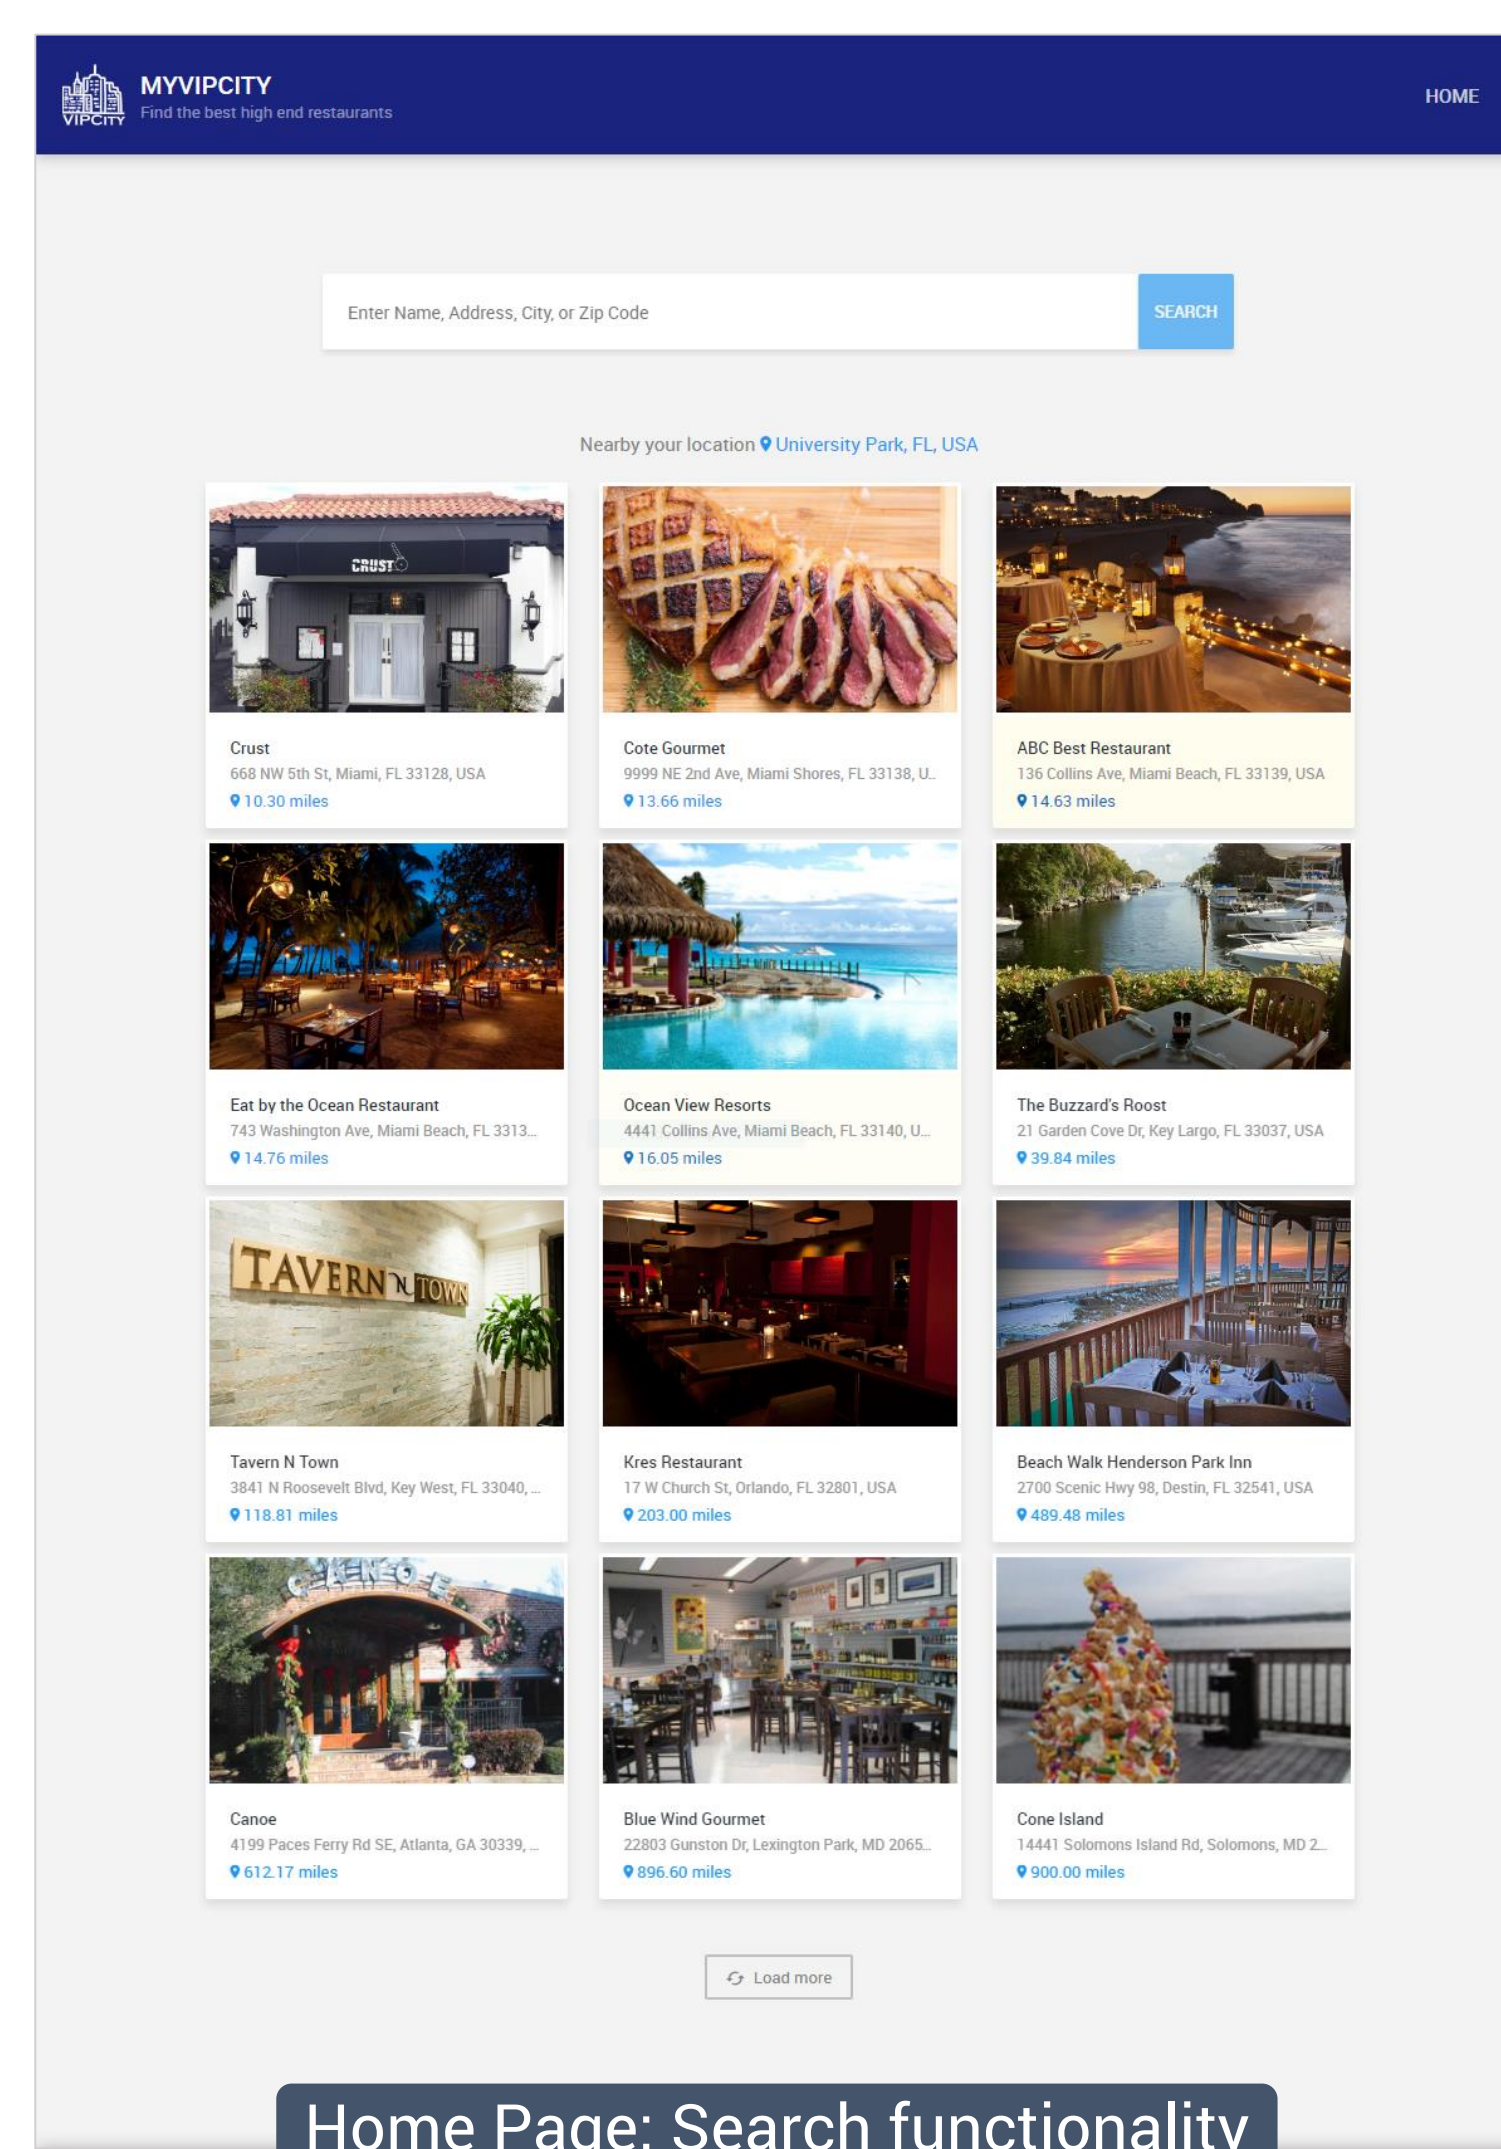 VIPCITY
MYVIPCITY
Find the best high end restaurants
HOME
Enter Name, Address, City, or Zip Code
SEARCH
Nearby your location University Park, FL, USA
CRUST
Crust
668 NW 5th St, Miami, FL 33128, USA
10.30 miles
Cote Gourmet
9999 NE 2nd Ave, Miami Shores, FL 33138, U...
13.66 miles
ABC Best Restaurant
136 Collins Ave, Miami Beach, FL 33139, USA
14.63 miles
Eat by the Ocean Restaurant
743 Washington Ave, Miami Beach, FL 3313...
14.76 miles
Ocean View Resorts
4441 Collins Ave, Miami Beach, FL 33140, U...
16.05 miles
The Buzzard's Roost
21 Garden Cove Dr, Key Largo, FL 33037, USA
39.84 miles
TAVERN N TOWN
Tavern N Town
3841 N Roosevelt Blvd, Key West, FL 33040, ...
118.81 miles
Kres Restaurant
17 W Church St, Orlando, FL 32801, USA
203.00 miles
Beach Walk Henderson Park Inn
2700 Scenic Hwy 98, Destin, FL 32541, USA
489.48 miles
CANOE
Canoe
4199 Paces Ferry Rd SE, Atlanta, GA 30339, ...
612.17 miles
Blue Wind Gourmet
22803 Gunston Dr, Lexington Park, MD 2065...
896.60 miles
Cone Island
14441 Solomons Island Rd, Solomons, MD 2...
900.00 miles
Load more
Home Page: Search functionality